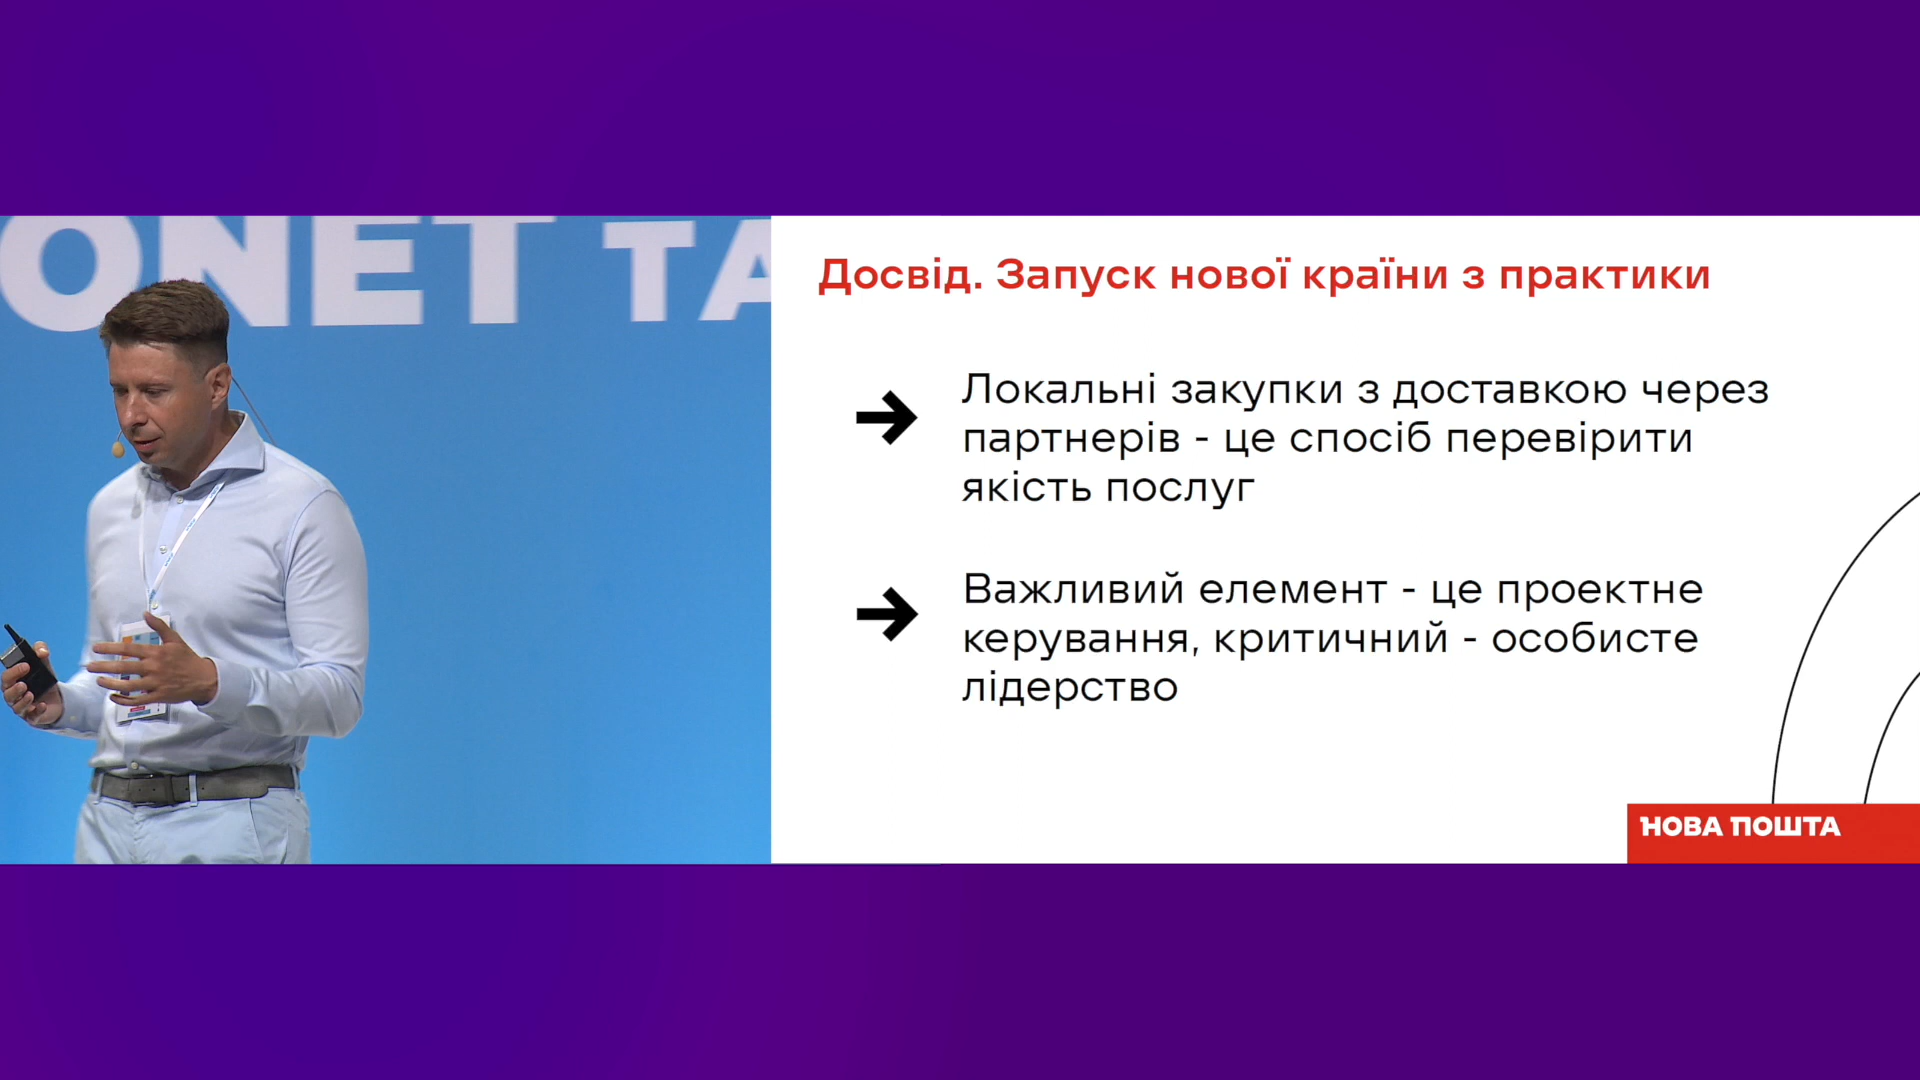 ONET TA
Досвід. Запуск нової країни з практики
Локальні закупки з доставкою через
партнерів - це спосіб перевірити
якість послуг
Важливий елемент - це проектне
керування, критичний - особисте
лідерство
НОВА ПОШТА